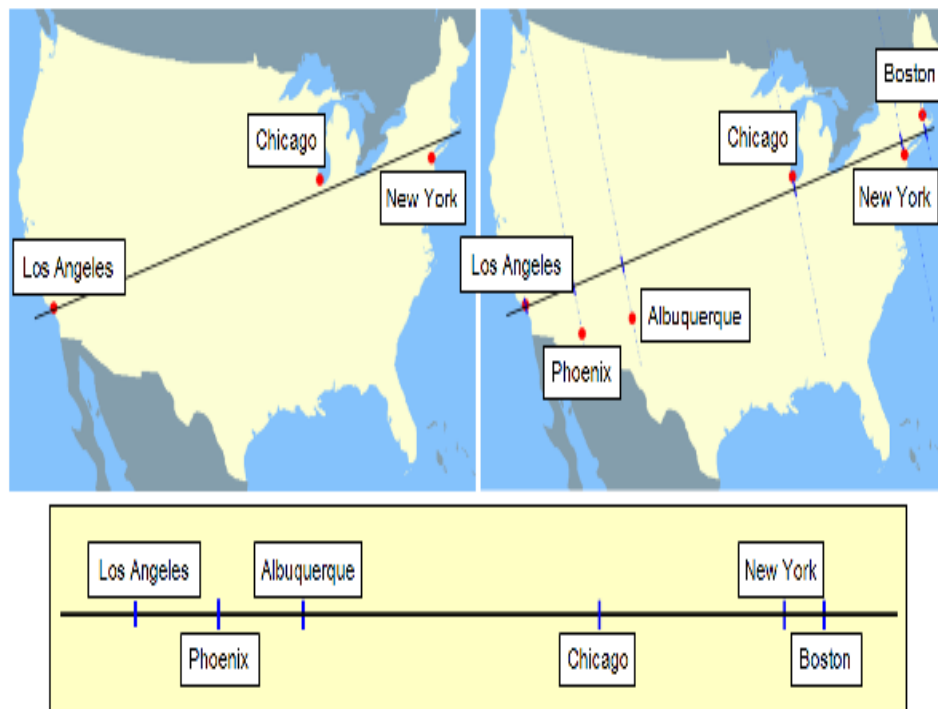 Chicago
New York
Los Angeles
Boston
Chicago
New York
Los Angeles
Albuquerque
Phoenix
Los Angeles
Albuquerque
New York
Phoenix
Chicago
Boston